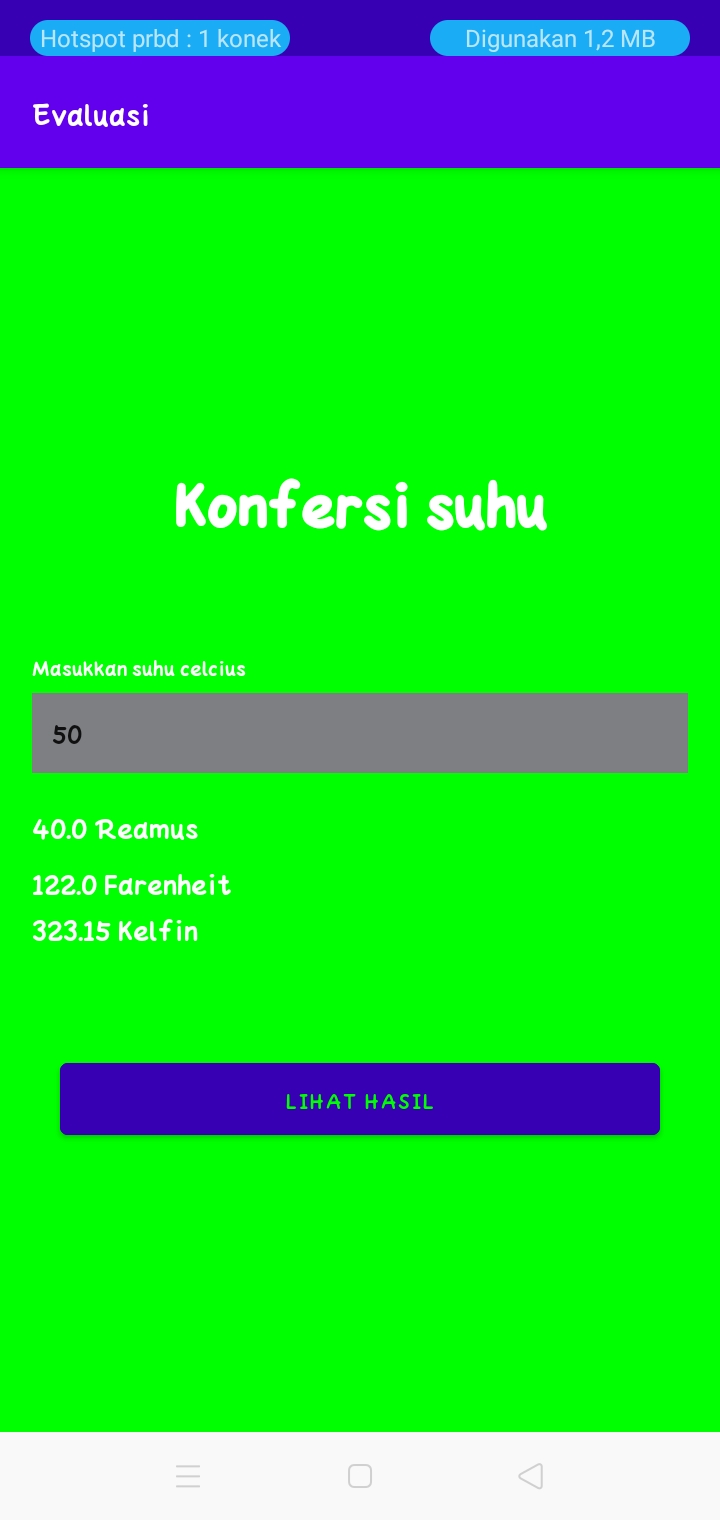 Hotspot prbd : 1 konek
Digunakan 1,2 MB
Evaluasi
Konfersi suhu
Masukkan suhu celcius
50
40.0 Reamus
122.0 Farenheit
323.15 Kelfin
LIHAT HASIL